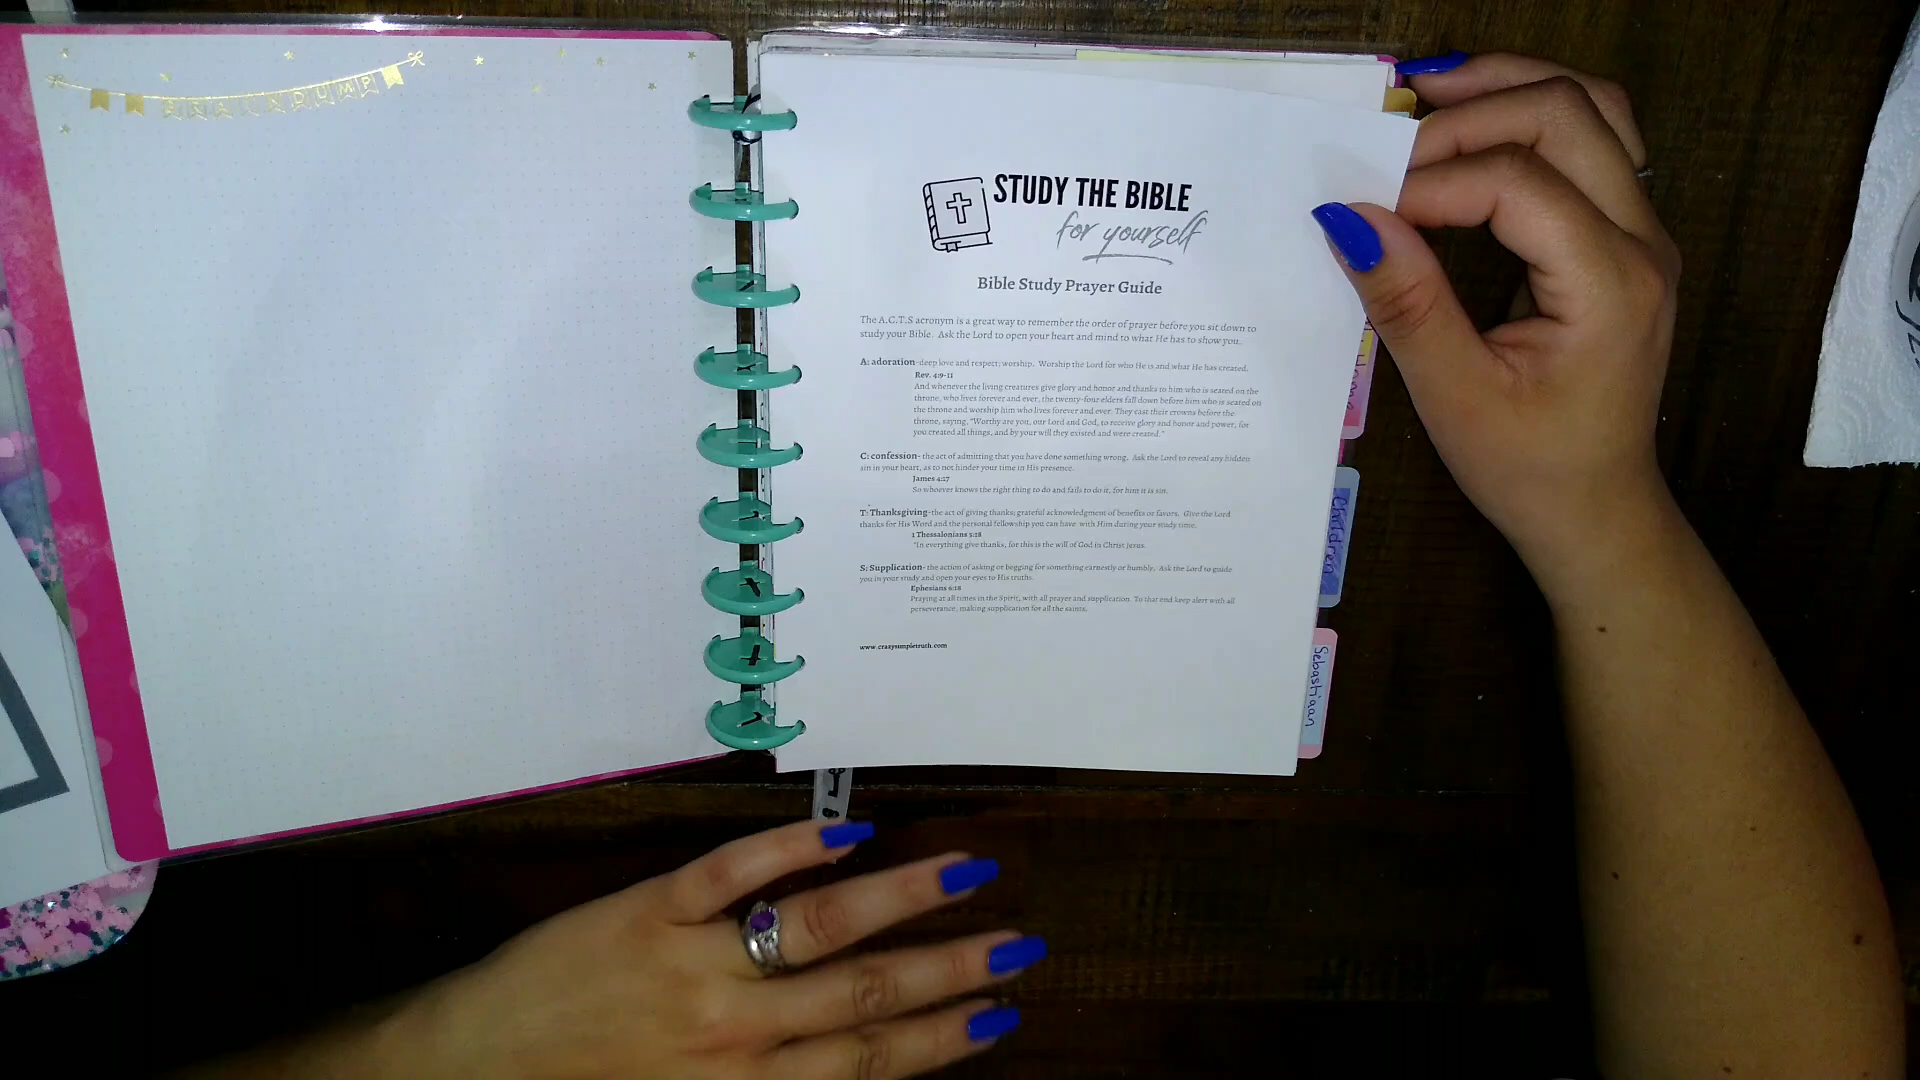 BRAIN DUMP
STUDY THE BIBLE
for yourself
Bible Study Prayer Guide
The A.C.T.S acronym is a great way to remember the order of prayer before you sit down to
study your Bible. Ask the Lord to open your heart and mind to what He has to show you.
A: adoration-deep love and respect; worship. Worship the Lord for who He is and what He has created.
Rev. 4:9-11
And whenever the living creatures give glory and honor and thanks to him who is seated on the
throne, who lives forever and ever, the twenty-four elders fall down before him who is seated on
the throne and worship him who lives forever and ever. They cast their crowns before the
throne, saying, "Worthy are you, our Lord and God, to receive glory and honor and power, for
you created all things, and by your will they existed and were created."
C: confession- the act of admitting that you have done something wrong. Ask the Lord to reveal any hidden
sin in your heart, as to not hinder your time in His presence.
James 4:17
So whoever knows the right thing to do and fails to do it, for him it is sin.
T: Thanksgiving-the act of giving thanks; grateful acknowledgment of benefits or favors. Give the Lord
thanks for His Word and the personal fellowship you can have with Him during your study time.
1 Thessalonians 5:18
"In everything give thanks, for this is the will of God in Christ Jesus.
S: Supplication- the action of asking or begging for something earnestly or humbly. Ask the Lord to guide
you in your study and open your eyes to His truths.
Ephesians 6:18
Praying at all times in the Spirit, with all prayer and supplication. To that end keep alert with all
perseverance, making supplication for all the saints.
www.crazysimpletruth.com
Home
Children
Sebastiaan